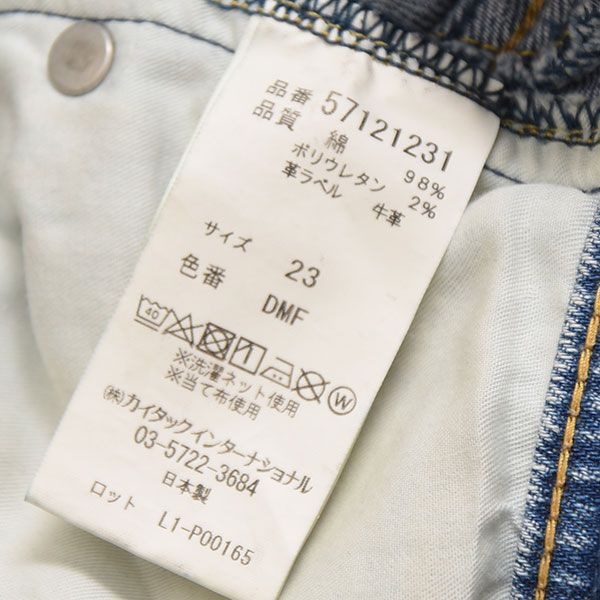 品番 57121231
品質 綿 98%
ポリウレタン 2%
革ラベル 牛革
サイズ 23
色番 DMF
40 W
※洗濯ネット使用
※当て布使用
㈱カイタックインターナショナル
03-5722-3684
日本製
ロット L1-P00165